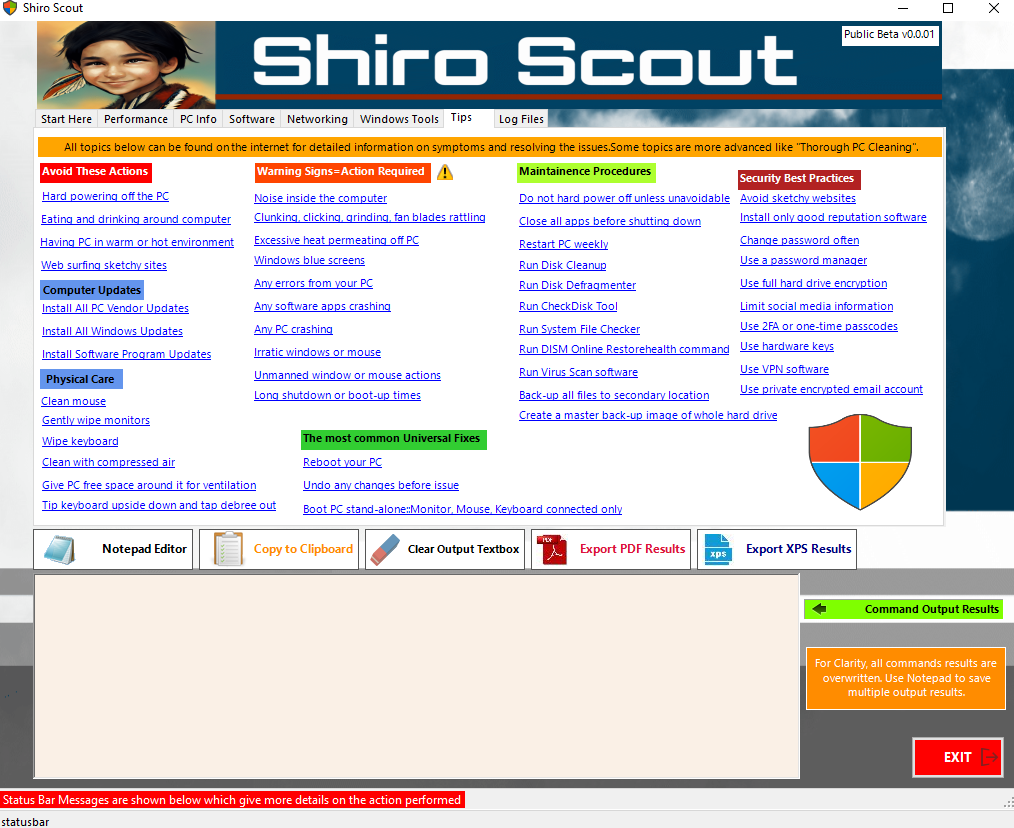 Shiro Scout
Shiro Scout
Public Beta v0.0.01
Start Here
Performance
PC Info
Software
Networking
Windows Tools
Tips
Log Files
All topics below can be found on the internet for detailed information on symptoms and resolving the issues.Some topics are more advanced like "Thorough PC Cleaning".
Avoid These Actions
Hard powering off the PC
Eating and drinking around computer
Having PC in warm or hot environment
Web surfing sketchy sites
Computer Updates
Install All PC Vendor Updates
Install All Windows Updates
Install Software Program Updates
Physical Care
Clean mouse
Gently wipe monitors
Wipe keyboard
Clean with compressed air
Give PC free space around it for ventilation
Tip keyboard upside down and tap debree out
Warning Signs=Action Required
Noise inside the computer
Clunking, clicking, grinding, fan blades rattling
Excessive heat permeating off PC
Windows blue screens
Any errors from your PC
Any software apps crashing
Any PC crashing
Irratic windows or mouse
Unmanned window or mouse actions
Long shutdown or boot-up times
The most common Universal Fixes
Reboot your PC
Undo any changes before issue
Boot PC stand-alone::Monitor, Mouse, Keyboard connected only
Maintainence Procedures
Do not hard power off unless unavoidable
Close all apps before shutting down
Restart PC weekly
Run Disk Cleanup
Run Disk Defragmenter
Run CheckDisk Tool
Run System File Checker
Run DISM Online Restorehealth command
Run Virus Scan software
Back-up all files to secondary location
Create a master back-up image of whole hard drive
Security Best Practices
Avoid sketchy websites
Install only good reputation software
Change password often
Use a password manager
Use full hard drive encryption
Limit social media information
Use 2FA or one-time passcodes
Use hardware keys
Use VPN software
Use private encrypted email account
Notepad Editor
Copy to Clipboard
Clear Output Textbox
PDF
Export PDF Results
xps
Export XPS Results
Command Output Results
For Clarity, all commands results are
overwritten. Use Notepad to save
multiple output results.
EXIT
Status Bar Messages are shown below which give more details on the action performed
statusbar